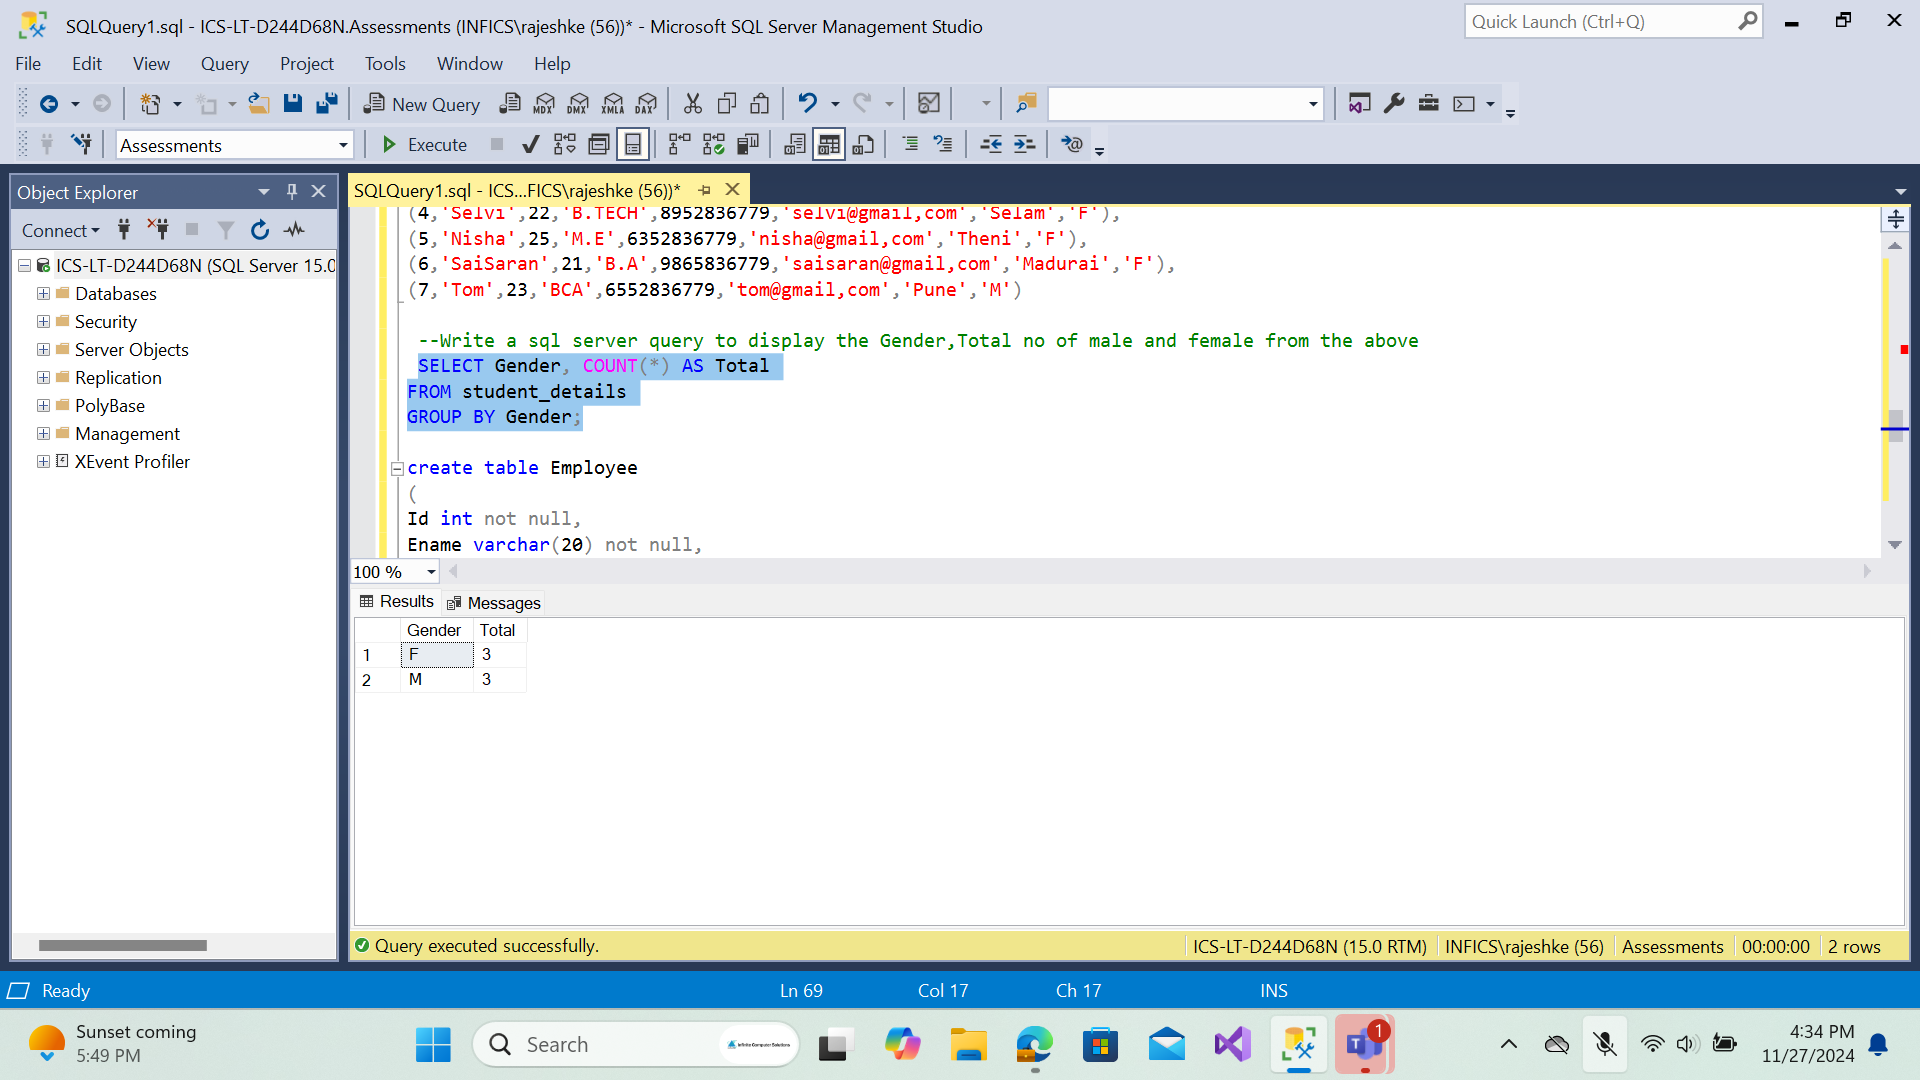 SQLQuery1.sql - ICS-LT-D244D68N.Assessments (INFICS\rajeshke (56))* - Microsoft SQL Server Management Studio
Quick Launch (Ctrl+Q)
File Edit View Query Project Tools Window Help
New Query MDX DMX XMLA DAX
Assessments Execute
Object Explorer
SQLQuery1.sql - ICS...FICS\rajeshke (56))*
Connect
ICS-LT-D244D68N (SQL Server 15.0
Databases
Security
Server Objects
Replication
PolyBase
Management
XEvent Profiler
(4,'Selvi',22,'B.TECH',8952836779,'selvi@gmail,com','Selam','F'),
(5,'Nisha',25,'M.E',6352836779,'nisha@gmail,com','Theni','F'),
(6,'SaiSaran',21,'B.A',9865836779,'saisaran@gmail,com','Madurai','F'),
(7,'Tom',23,'BCA',6552836779,'tom@gmail,com','Pune','M')
--Write a sql server query to display the Gender,Total no of male and female from the above
SELECT Gender, COUNT(*) AS Total
FROM student_details
GROUP BY Gender;
create table Employee
(
Id int not null,
Ename varchar(20) not null,
100 %
Results Messages
Gender Total
1 F 3
2 M 3
Query executed successfully. ICS-LT-D244D68N (15.0 RTM) INFICS\rajeshke (56) Assessments 00:00:00 2 rows
Ready Ln 69 Col 17 Ch 17 INS
Sunset coming
5:49 PM
Search
Infinite Computer Solutions
1
4:34 PM
11/27/2024